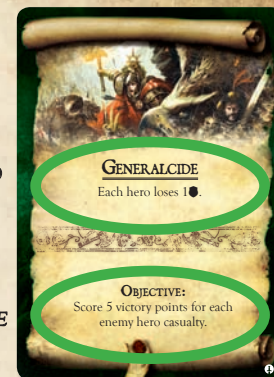 GENERALCIDE
Each hero loses 1.
OBJECTIVE:
Score 5 victory points for each
enemy hero casualty.